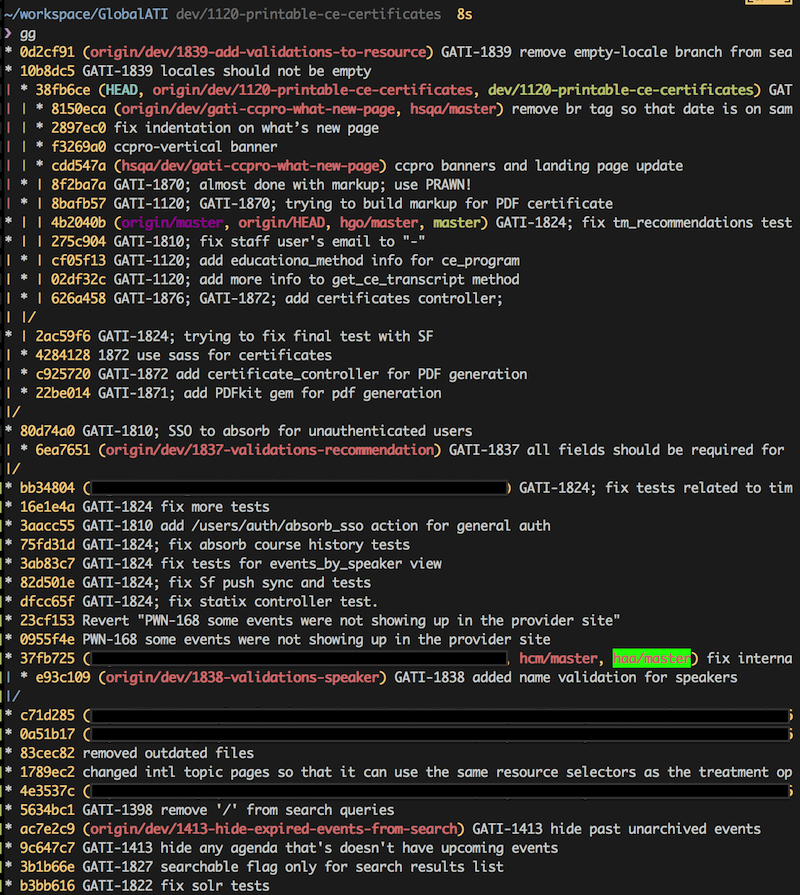 ~/workspace/GlobalATI dev/1120-printable-ce-certificates 8s
❯ gg
* 0d2cf91 (origin/dev/1839-add-validations-to-resource) GATI-1839 remove empty-locale branch from sea
* 10b8dc5 GATI-1839 locales should not be empty
| * 38fb6ce (HEAD, origin/dev/1120-printable-ce-certificates, dev/1120-printable-ce-certificates) GAT
| | * 8150eca (origin/dev/gati-ccpro-what-new-page, hsqa/master) remove br tag so that date is on sam
| | * 2897ec0 fix indentation on what’s new page
| | * f3269a0 ccpro-vertical banner
| | * cdd547a (hsqa/dev/gati-ccpro-what-new-page) ccpro banners and landing page update
| * | 8f2ba7a GATI-1870; almost done with markup; use PRAWN!
| * | 8bafb57 GATI-1120; GATI-1870; trying to build markup for PDF certificate
* | | 4b2040b (origin/master, origin/HEAD, hgo/master, master) GATI-1824; fix tm_recommendations test
* | | 275c904 GATI-1810; fix staff user's email to "-"
| * | cf05f13 GATI-1120; add educationa_method info for ce_program
| * | 02df32c GATI-1120; add more info to get_ce_transcript method
| * | 626a458 GATI-1876; GATI-1872; add certificates controller;
| |/
* | 2ac59f6 GATI-1824; trying to fix final test with SF
| * 4284128 1872 use sass for certificates
| * c925720 GATI-1872 add certificate_controller for PDF generation
| * 22be014 GATI-1871; add PDFkit gem for pdf generation
|/
* 80d74a0 GATI-1810; SSO to absorb for unauthenticated users
| * 6ea7651 (origin/dev/1837-validations-recommendation) GATI-1837 all fields should be required for
|/
* bb34804 ( ) GATI-1824; fix tests related to tim
* 16e1e4a GATI-1824 fix more tests
* 3aacc55 GATI-1810 add /users/auth/absorb_sso action for general auth
* 75fd31d GATI-1824; fix absorb course history tests
* 3ab83c7 GATI-1824 fix tests for events_by_speaker view
* 82d501e GATI-1824; fix Sf push sync and tests
* dfcc65f GATI-1824; fix statix controller test.
* 23cf153 Revert "PWN-168 some events were not showing up in the provider site"
* 0955f4e PWN-168 some events were not showing up in the provider site
* 37fb725 ( , hcm/master, haa/master) fix interna
| * e93c109 (origin/dev/1838-validations-speaker) GATI-1838 added name validation for speakers
|/
* c71d285 (
* 0a51b17 (
* 83cec82 removed outdated files
* 1789ec2 changed intl topic pages so that it can use the same resource selectors as the treatment op
* 4e3537c (
* 5634bc1 GATI-1398 remove '/' from search queries
* ac7e2c9 (origin/dev/1413-hide-expired-events-from-search) GATI-1413 hide past unarchived events
* 9c647c7 GATI-1413 hide any agenda that's doesn't have upcoming events
* 3b1b66e GATI-1827 searchable flag only for search results list
* b3bb616 GATI-1822 fix solr tests